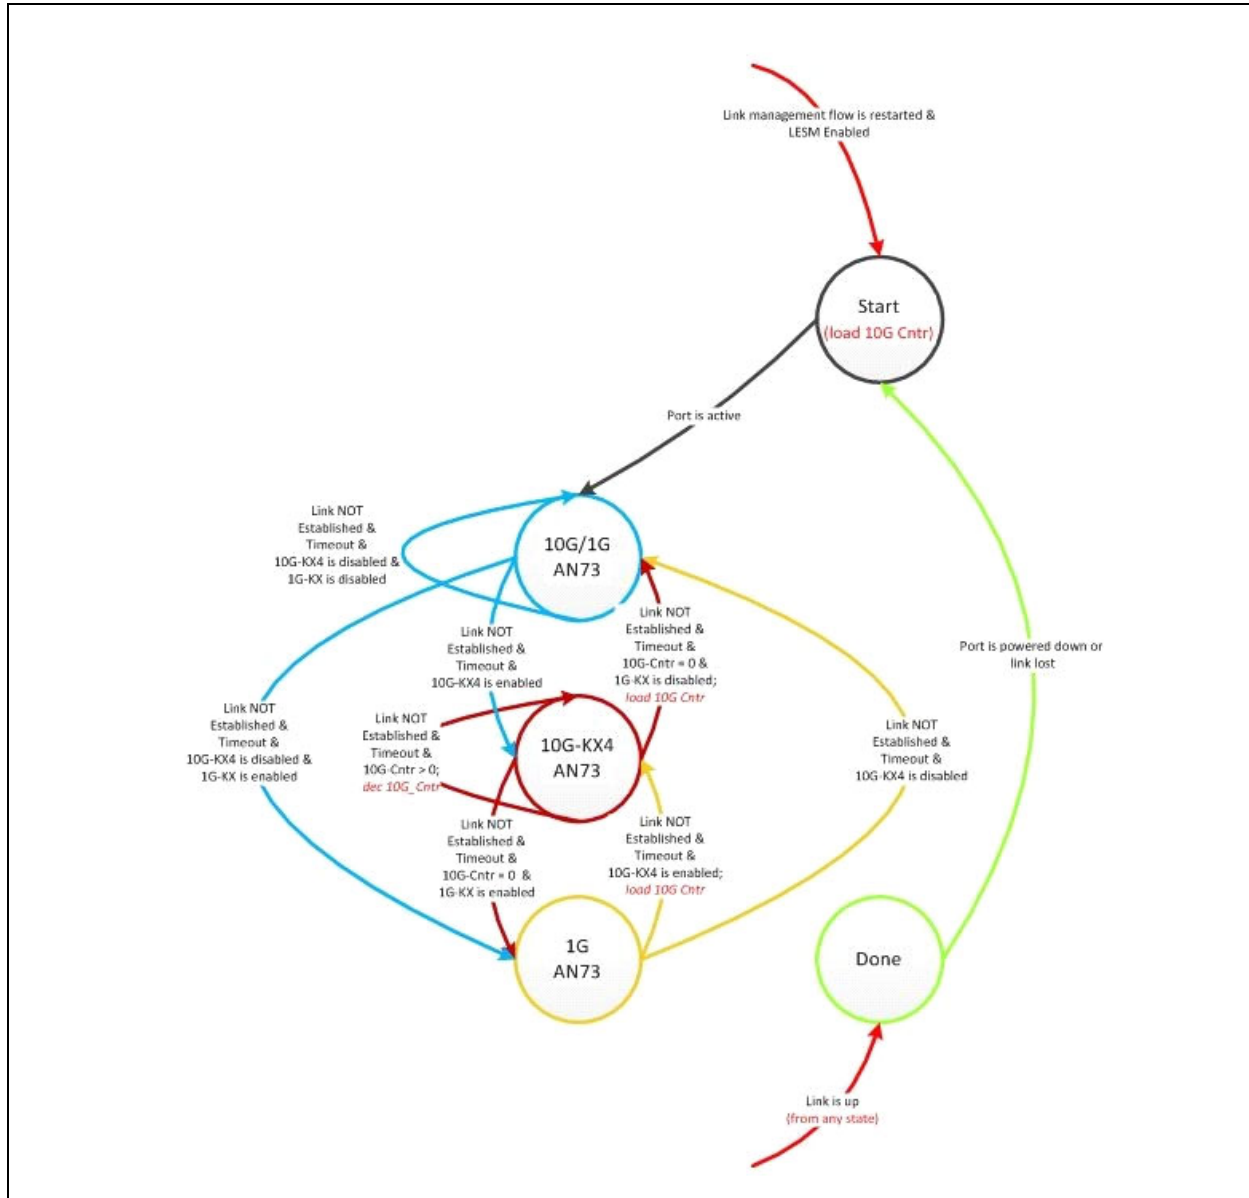 Link management flow is restarted &
LESM Enabled
Start
(load 10G Cntr)
Port is active
Link NOT
Established &
Timeout &
10G-KX4 is disabled &
1G-KX is disabled
10G/1G
AN73
Link NOT
Established &
Timeout &
10G-KX4 is enabled
Link NOT
Established &
Timeout &
10G-Cntr = 0 &
1G-KX is disabled;
load 10G Cntr
Port is powered down or
link lost
Link NOT
Established &
Timeout &
10G-KX4 is disabled &
1G-KX is enabled
Link NOT
Established &
Timeout &
10G-Cntr > 0;
dec 10G_Cntr
10G-KX4
AN73
Link NOT
Established &
Timeout &
10G-KX4 is disabled
Link NOT
Established &
Timeout &
10G-Cntr = 0 &
1G-KX is enabled
Link NOT
Established &
Timeout &
10G-KX4 is enabled;
load 10G Cntr
1G
AN73
Done
Link is up
(from any state)